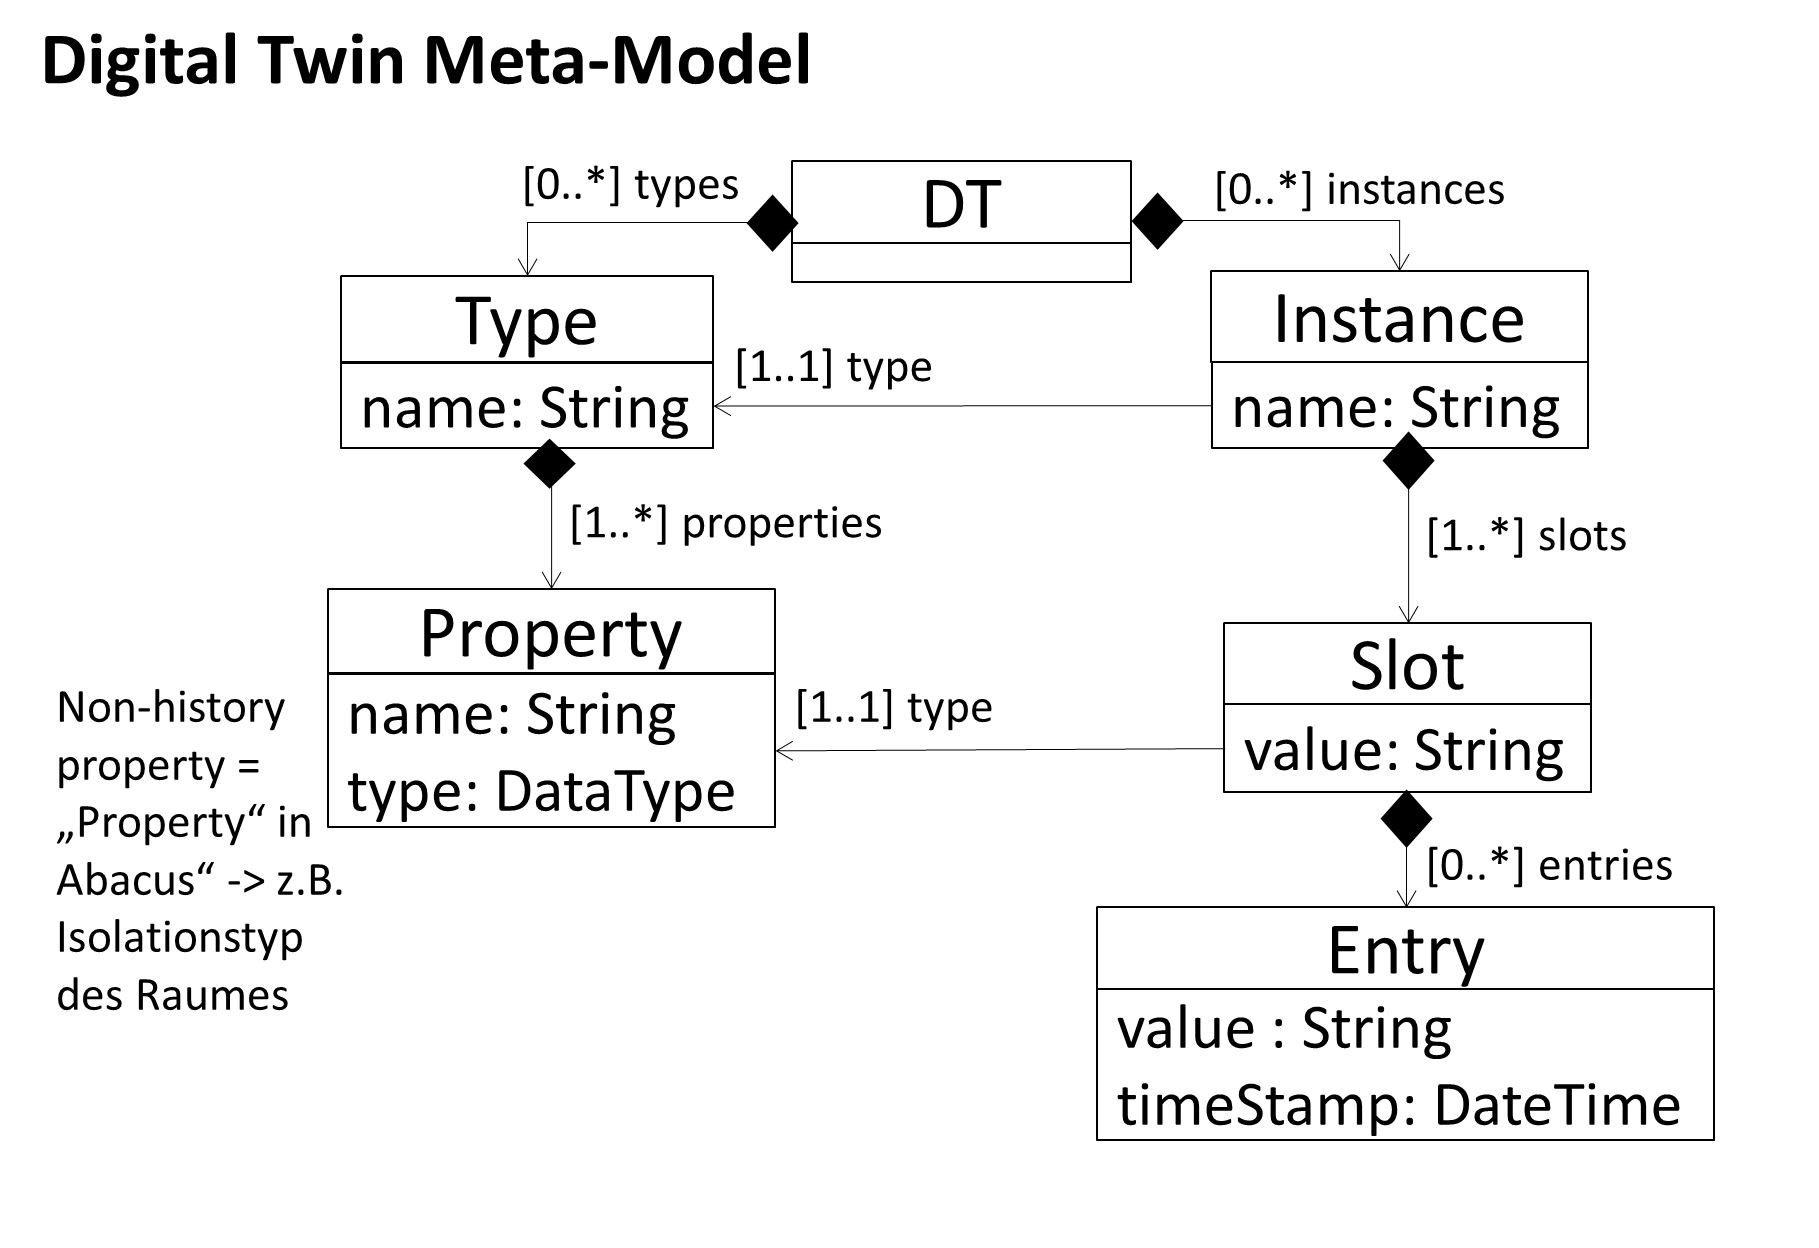 Digital Twin Meta-Model
[0..*] types
DT
[0..*] instances
Type
name: String
[1..1] type
Instance
name: String
[1..*] properties
[1..*] slots
Property
name: String
type: DataType
[1..1] type
Slot
value: String
Non-history
property =
„Property“ in
Abacus“ -> z.B.
Isolationstyp
des Raumes
[0..*] entries
Entry
value : String
timeStamp: DateTime